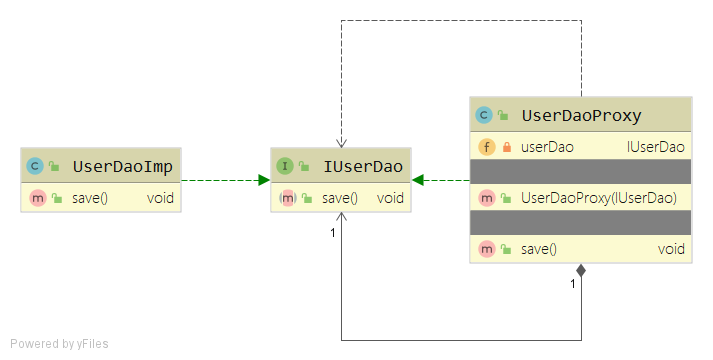 UserDaoImp
save() void
IUserDao
save() void
UserDaoProxy
userDao IUserDao
UserDaoProxy(IUserDao)
save() void
1
1
Powered by yFiles